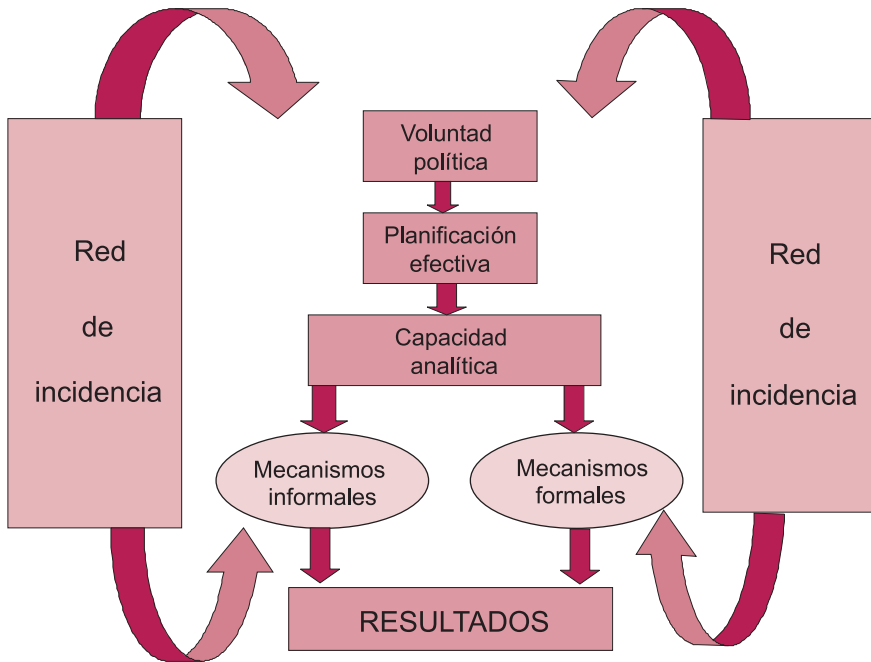 Voluntad
política
Planificación
efectiva
Capacidad
analítica
Red
de
incidencia
Red
de
incidencia
Mecanismos
informales
Mecanismos
formales
RESULTADOS